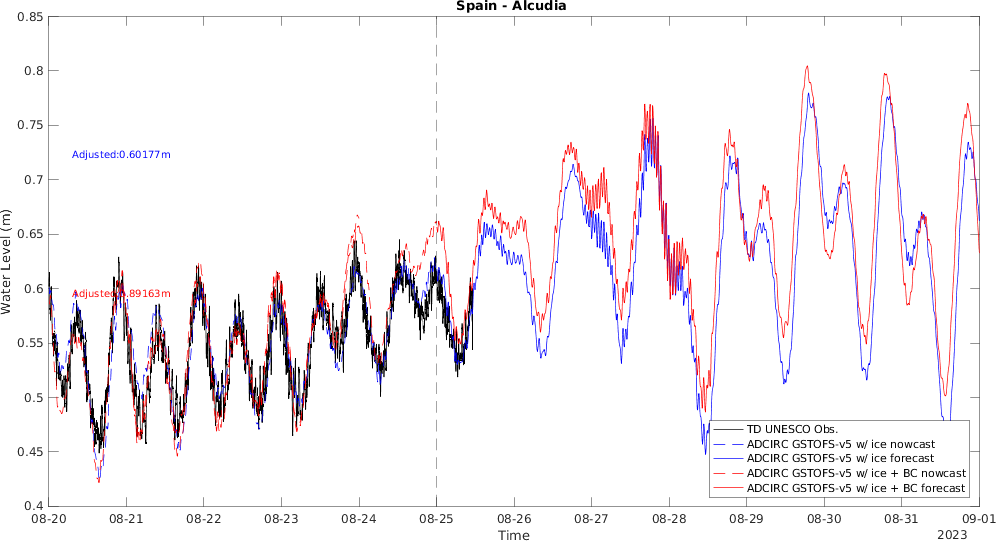 Spain - Alcudia
0.85
0.8
0.75
0.7
0.65
0.6
0.55
0.5
0.45
0.4
Water Level (m)
Adjusted:0.60177m
Adjusted:0.89163m
TD UNESCO Obs.
ADCIRC GSTOFS-v5 w/ ice nowcast
ADCIRC GSTOFS-v5 w/ ice forecast
ADCIRC GSTOFS-v5 w/ ice + BC nowcast
ADCIRC GSTOFS-v5 w/ ice + BC forecast
08-20 08-21 08-22 08-23 08-24 08-25 08-26 08-27 08-28 08-29 08-30 08-31 09-01
Time
2023